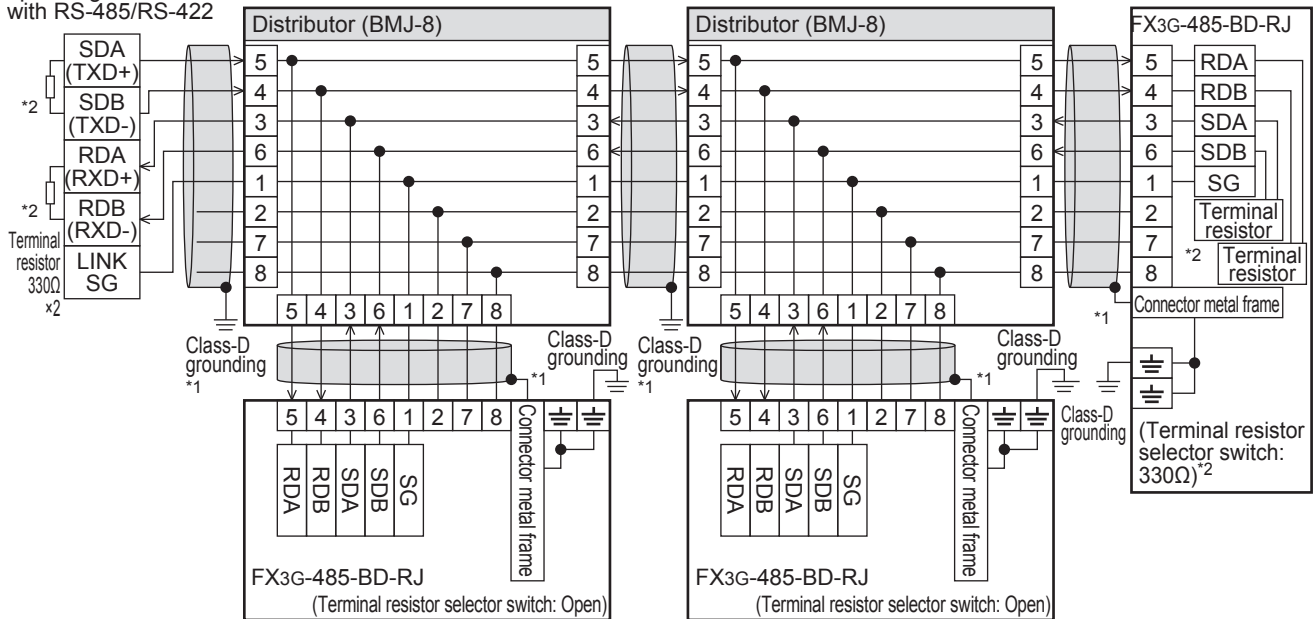 with RS-485/RS-422
SDA
(TXD+)
SDB
(TXD-)
RDA
(RXD+)
RDB
(RXD-)
LINK
SG
*2
*2
Terminal
resistor
330Ω
×2
Distributor (BMJ-8)
5 5
4 4
3 3
6 6
1 1
2 2
7 7
8 8
5 4 3 6 1 2 7 8
Class-D
grounding
*1
*1
Class-D
grounding
5 4 3 6 1 2 7 8
RDA
RDB
SDA
SDB
SG
Connector metal frame
FX3G-485-BD-RJ
(Terminal resistor selector switch: Open)
Distributor (BMJ-8)
5 5
4 4
3 3
6 6
1 1
2 2
7 7
8 8
5 4 3 6 1 2 7 8
Class-D
grounding
*1
*1
Class-D
grounding
5 4 3 6 1 2 7 8
RDA
RDB
SDA
SDB
SG
Connector metal frame
FX3G-485-BD-RJ
(Terminal resistor selector switch: Open)
FX3G-485-BD-RJ
5 RDA
4 RDB
3 SDA
6 SDB
1 SG
2
7
8
Terminal
resistor
*2
Terminal
resistor
Connector metal frame
*1
Class-D
grounding
(Terminal resistor
selector switch:
330Ω)*2